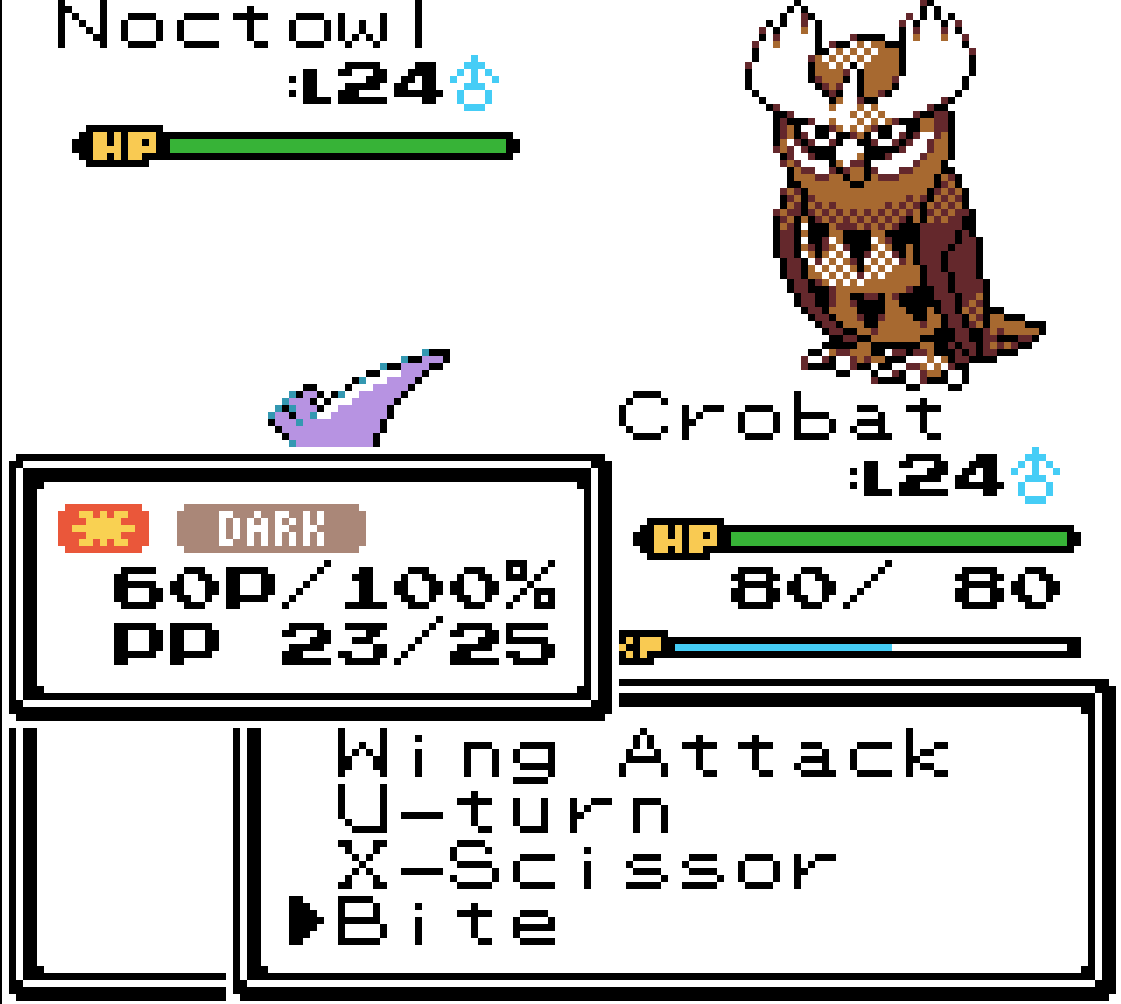 Noctowl
:L24♂
HP
Crobat
:L24♂
HP
80/ 80
XP
DARK
60P/100%
PP 23/25
Wing Attack
U-turn
X-Scissor
▶Bite